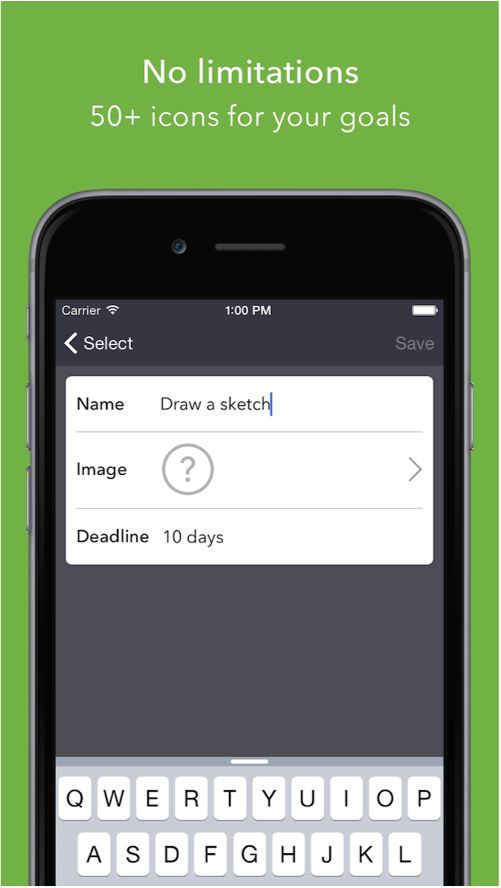 No limitations
50+ icons for your goals
Carrier 1:00 PM
Select Save
Name Draw a sketch
Image ?
Deadline 10 days
Q W E R T Y U I O P
A S D F G H J K L